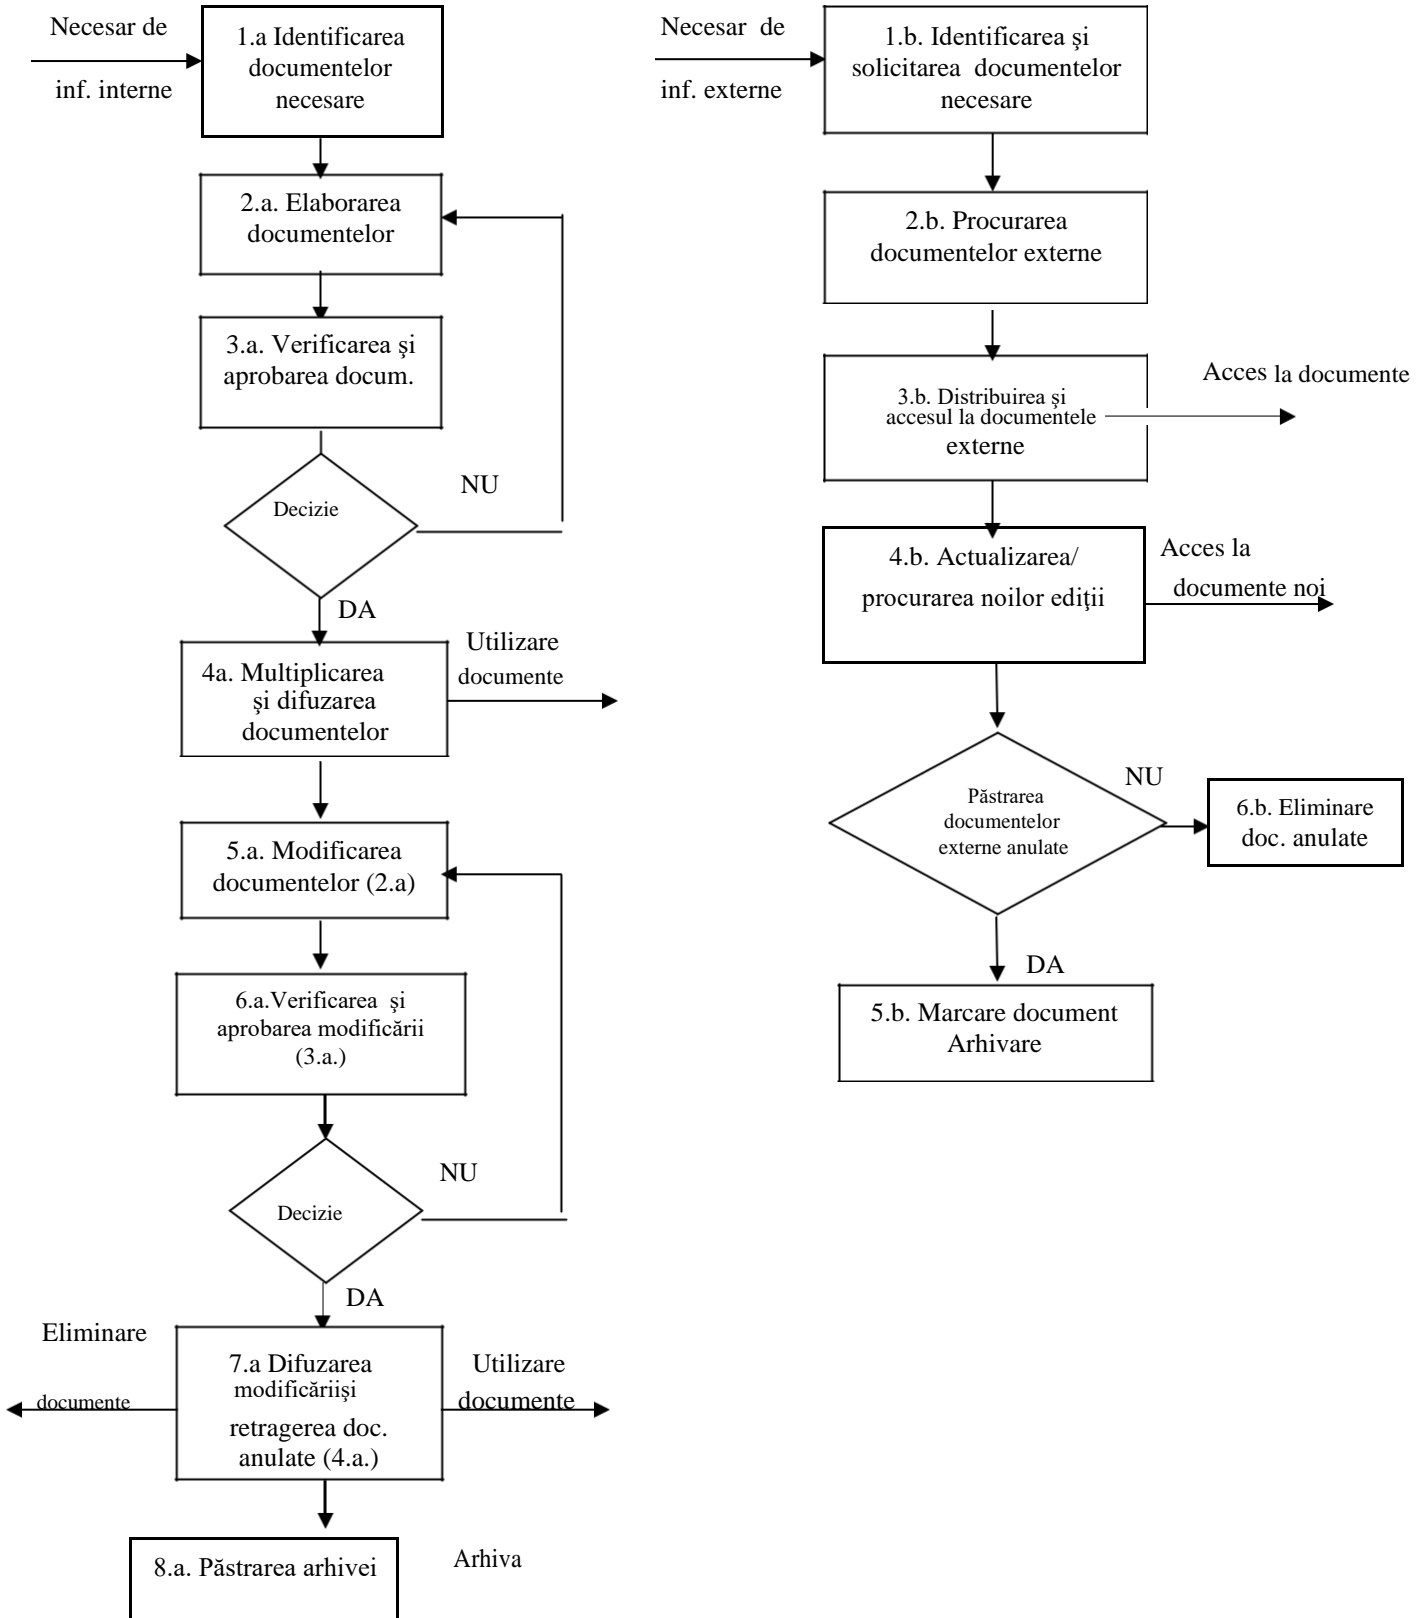 Necesar de
inf. interne
1.a Identificarea
documentelor
necesare
2.a. Elaborarea
documentelor
3.a. Verificarea şi
aprobarea docum.
Decizie
NU
DA
4a. Multiplicarea
şi difuzarea
documentelor
Utilizare
documente
5.a. Modificarea
documentelor (2.a)
6.a.Verificarea şi
aprobarea modificării
(3.a.)
Decizie
NU
DA
Eliminare
documente
7.a Difuzarea
modificăriişi
retragerea doc.
anulate (4.a.)
Utilizare
documente
8.a. Păstrarea arhivei
Arhiva
Necesar de
inf. externe
1.b. Identificarea şi
solicitarea documentelor
necesare
2.b. Procurarea
documentelor externe
3.b. Distribuirea şi
accesul la documentele
externe
Acces la documente
4.b. Actualizarea/
procurarea noilor ediţii
Acces la
documente noi
Păstrarea
documentelor
externe anulate
NU
6.b. Eliminare
doc. anulate
DA
5.b. Marcare document
Arhivare